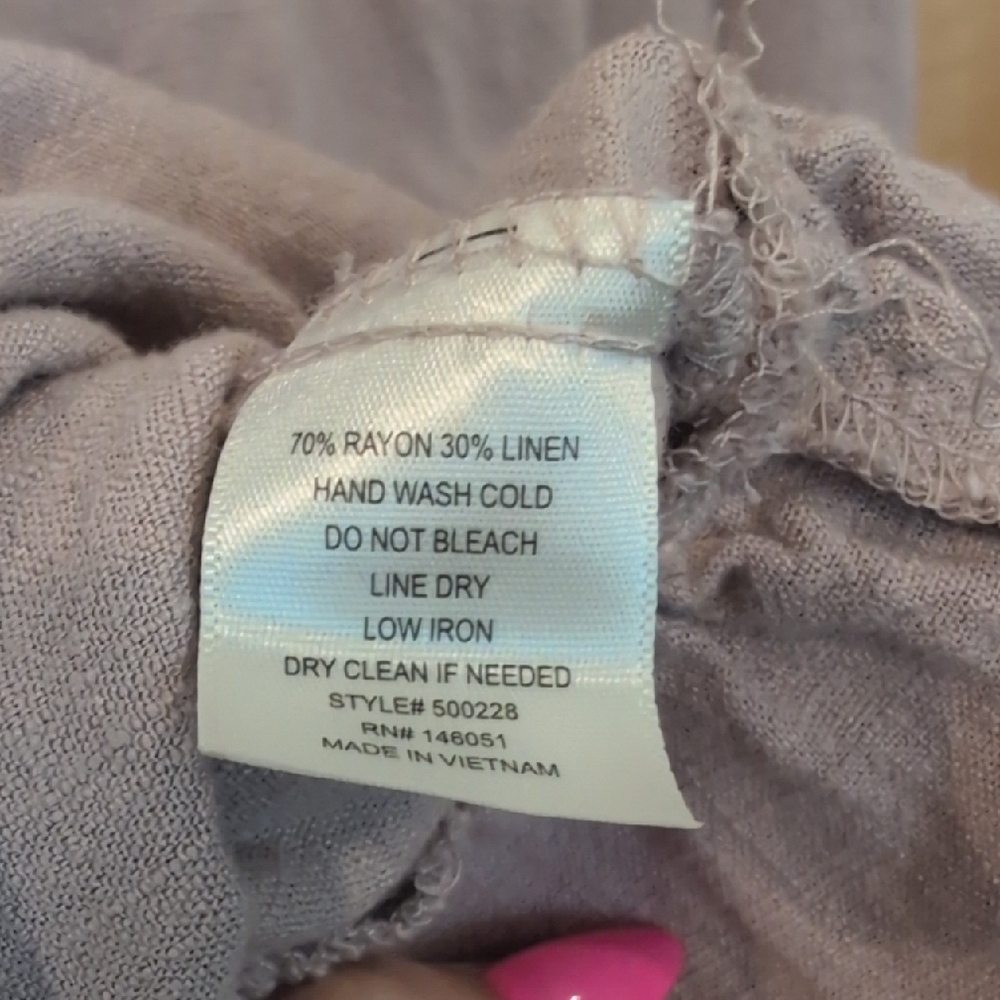 70% RAYON 30% LINEN
HAND WASH COLD
DO NOT BLEACH
LINE DRY
LOW IRON
DRY CLEAN IF NEEDED
STYLE# 500228
RN# 146051
MADE IN VIETNAM